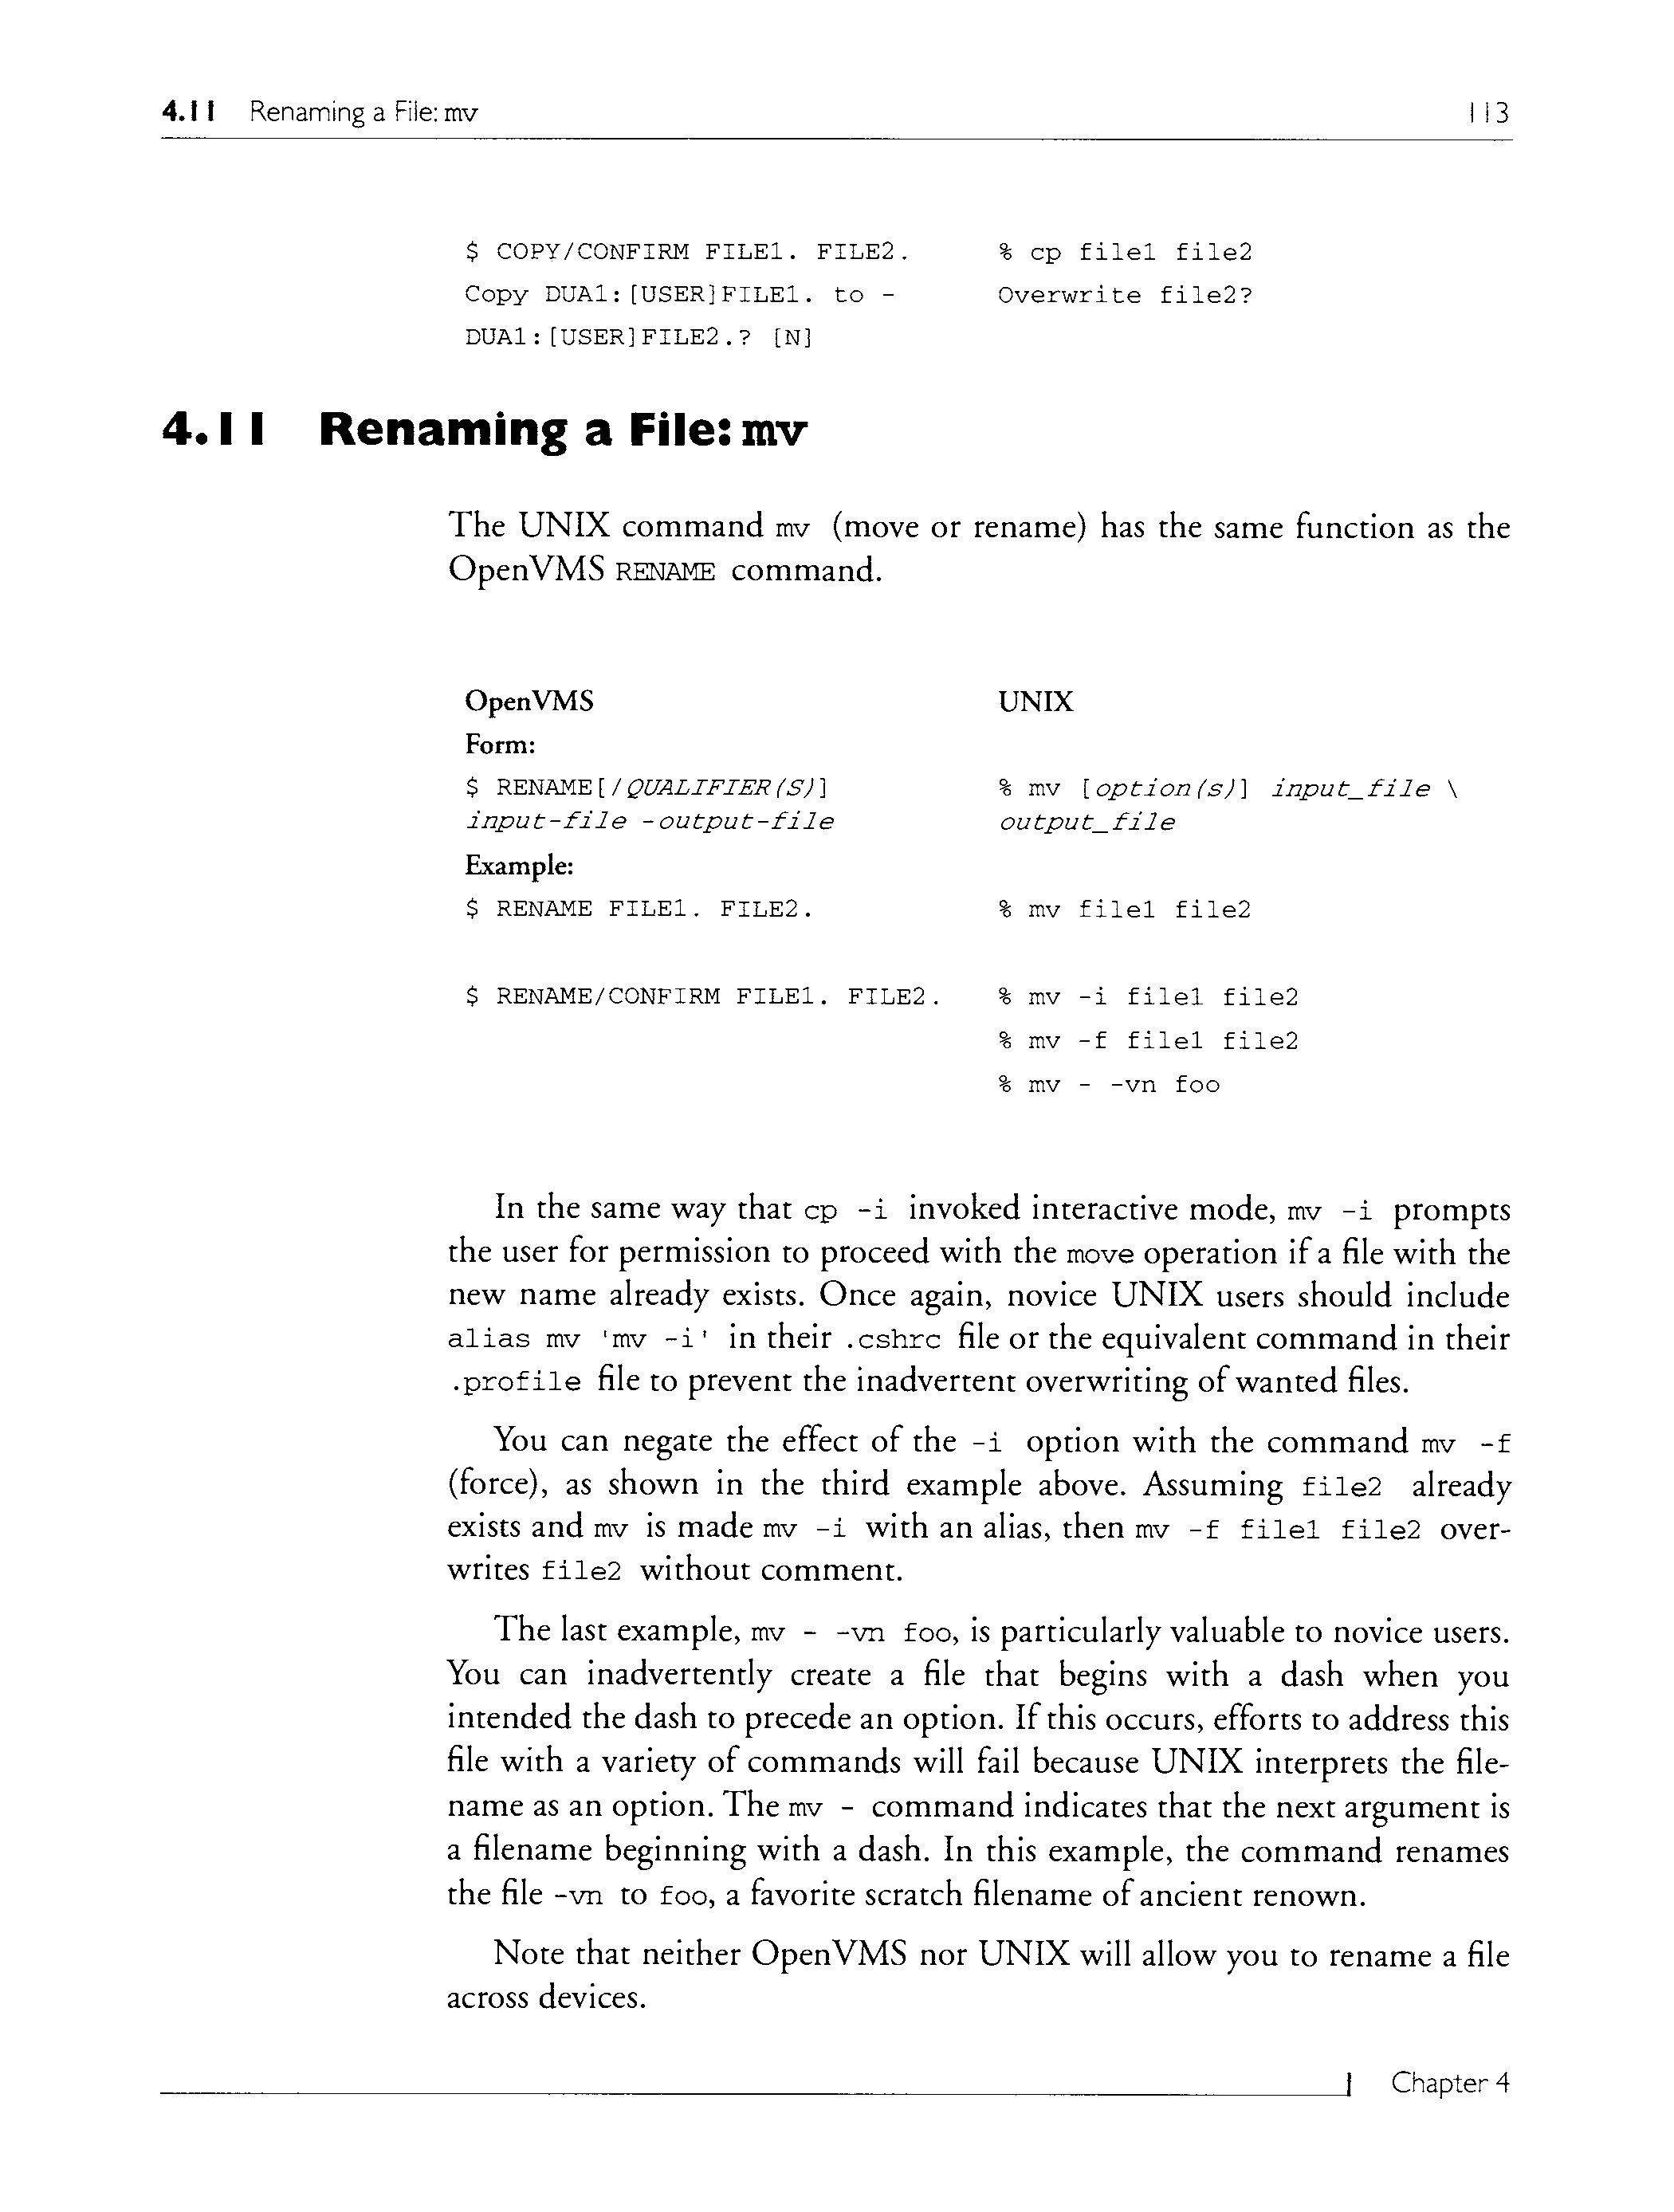 4.11 Renaming a File: mv 113
$ COPY/CONFIRM FILE1. FILE2. % cp file1 file2
Copy DUA1:[USER]FILE1. to - Overwrite file2?
DUA1:[USER]FILE2.? [N]
4.11 Renaming a File: mv
The UNIX command mv (move or rename) has the same function as the
OpenVMS RENAME command.
OpenVMS UNIX
Form:
$ RENAME[/QUALIFIER(S)] % mv [option(s)] input_file \
input-file -output-file output_file
Example:
$ RENAME FILE1. FILE2. % mv file1 file2
$ RENAME/CONFIRM FILE1. FILE2. % mv -i file1 file2
% mv -f file1 file2
% mv - -vn foo
In the same way that cp -i invoked interactive mode, mv -i prompts
the user for permission to proceed with the move operation if a file with the
new name already exists. Once again, novice UNIX users should include
alias mv 'mv -i' in their .cshrc file or the equivalent command in their
.profile file to prevent the inadvertent overwriting of wanted files.
You can negate the effect of the -i option with the command mv -f
(force), as shown in the third example above. Assuming file2 already
exists and mv is made mv -i with an alias, then mv -f file1 file2 over-
writes file2 without comment.
The last example, mv - -vn foo, is particularly valuable to novice users.
You can inadvertently create a file that begins with a dash when you
intended the dash to precede an option. If this occurs, efforts to address this
file with a variety of commands will fail because UNIX interprets the file-
name as an option. The mv - command indicates that the next argument is
a filename beginning with a dash. In this example, the command renames
the file -vn to foo, a favorite scratch filename of ancient renown.
Note that neither OpenVMS nor UNIX will allow you to rename a file
across devices.
Chapter 4